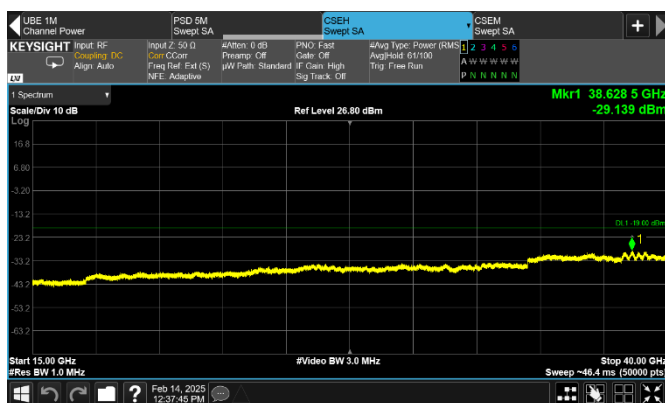 UBE 1M
Channel Power
PSD 5M
Swept SA
CSEH
Swept SA
CSEM
Swept SA
+
KEYSIGHT
LXI
Input: RF
Coupling: DC
Align: Auto
Input Z: 50 Ω
Corr CCorr
Freq Ref: Ext (S)
NFE: Adaptive
#Atten: 0 dB
Preamp: Off
µW Path: Standard
PNO: Fast
Gate: Off
IF Gain: High
Sig Track: Off
#Avg Type: Power (RMS
Avg|Hold: 61/100
Trig: Free Run
1 2 3 4 5 6
A W W W W W
P N N N N N
1 Spectrum
Mkr1 38.628 5 GHz
-29.139 dBm
Scale/Div 10 dB
Ref Level 26.80 dBm
Log
16.8
6.80
-3.20
-13.2
DL1 -19.00 dBm
-23.2
1
-33.2
-43.2
-53.2
-63.2
Start 15.00 GHz
#Video BW 3.0 MHz
Stop 40.00 GHz
#Res BW 1.0 MHz
Sweep ~46.4 ms (50000 pts)
?
Feb 14, 2025
12:37:45 PM